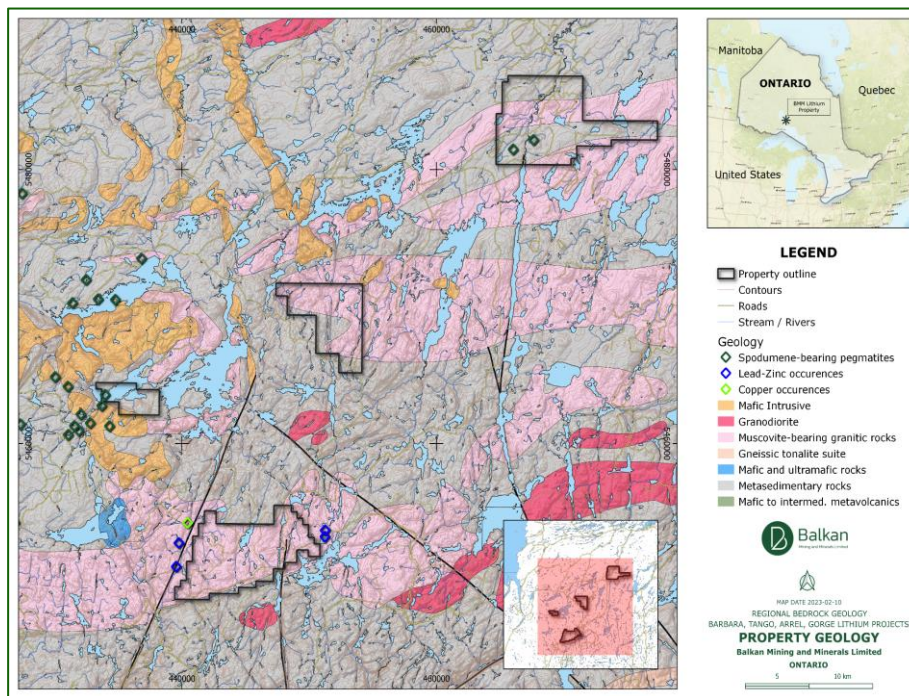 440000
460000
5480000
5480000
5460000
5460000
440000
460000
Manitoba
ONTARIO
Quebec
BMM Lithium
Property
United States
LEGEND
Property outline
Contours
Roads
Stream / Rivers
Geology
Spodumene-bearing pegmatites
Lead-Zinc occurences
Copper occurences
Mafic Intrusive
Granodiorite
Muscovite-bearing granitic rocks
Gneissic tonalite suite
Mafic and ultramafic rocks
Metasedimentary rocks
Mafic to intermed. metavolcanics
Balkan
Mining and Minerals Limited
MAP DATE 2023-02-10
REGIONAL BEDROCK GEOLOGY
BARBARA, TANGO, ARREL, GORGE LITHIUM PROJECTS
PROPERTY GEOLOGY
Balkan Mining and Minerals Limited
ONTARIO
5 10 km